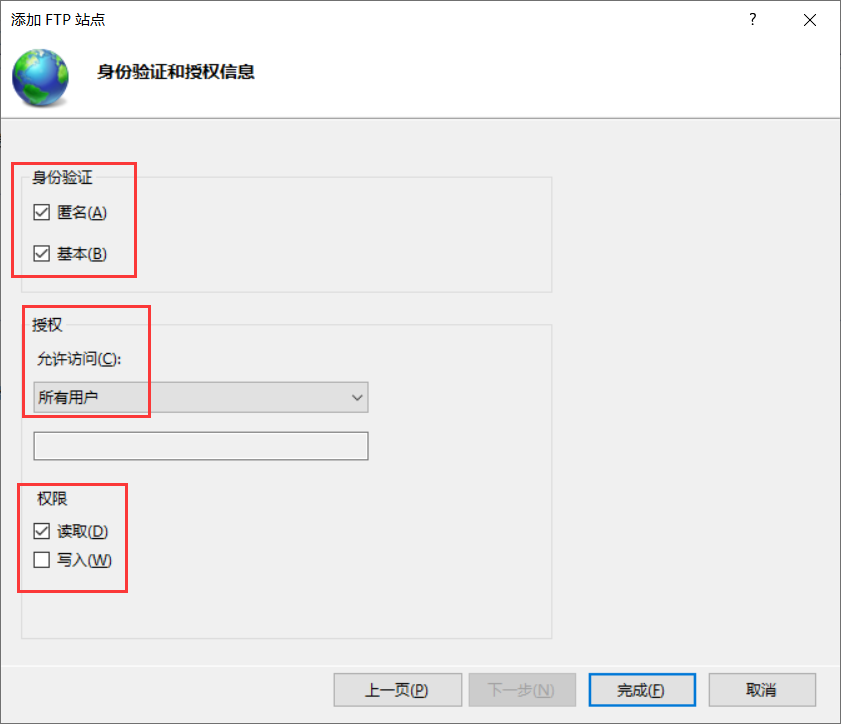 添加 FTP 站点 ?
身份验证和授权信息
身份验证
匿名(A)
基本(B)
授权
允许访问(C):
所有用户
权限
读取(D)
写入(W)
上一页(P) 下一步(N) 完成(F) 取消